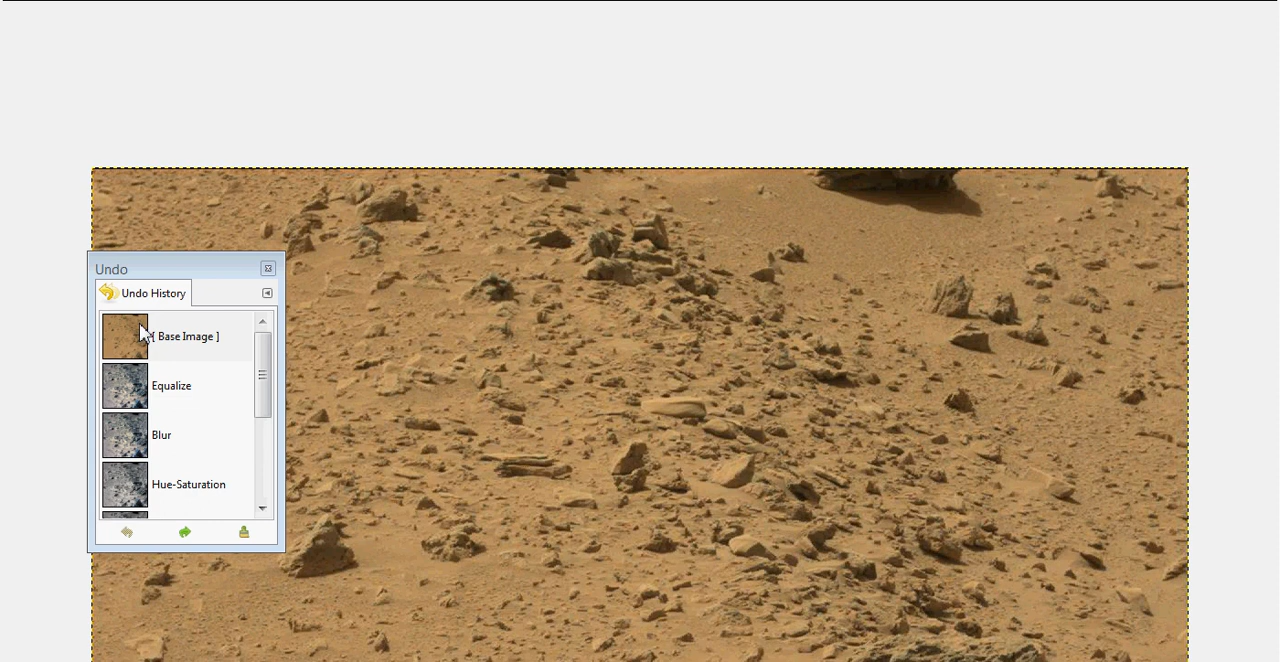 Undo
Undo History
[ Base Image ]
Equalize
Blur
Hue-Saturation